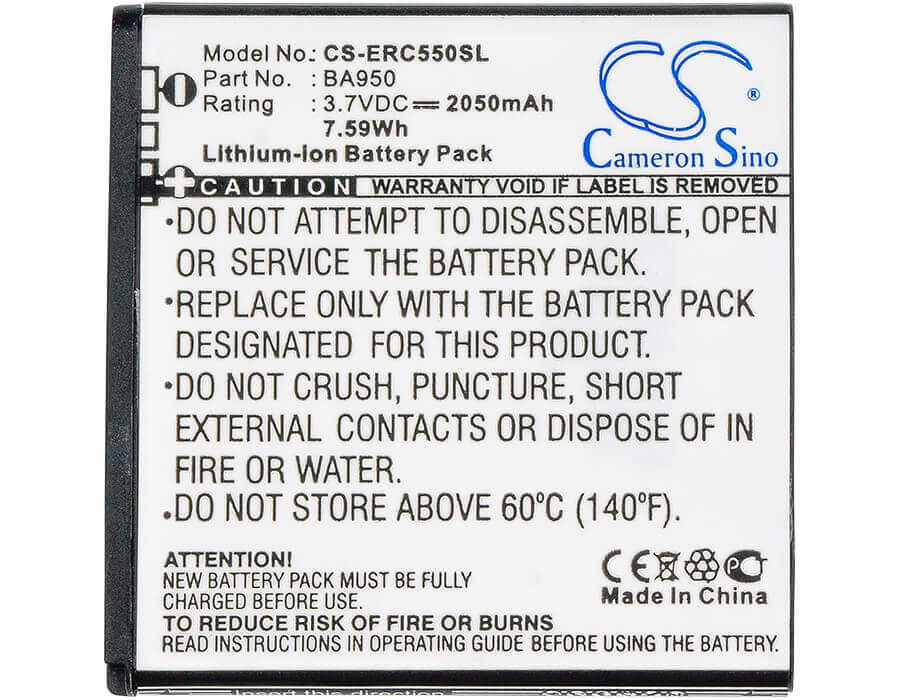 Model No.: CS-ERC550SL
Part No.: BA950
Rating : 3.7VDC⎓2050mAh
7.59Wh
Lithium-ion Battery Pack
CS
®
Cameron Sino
CAUTION WARRANTY VOID IF LABEL IS REMOVED
•DO NOT ATTEMPT TO DISASSEMBLE, OPEN
OR SERVICE THE BATTERY PACK.
•REPLACE ONLY WITH THE BATTERY PACK
DESIGNATED FOR THIS PRODUCT.
•DO NOT CRUSH, PUNCTURE, SHORT
EXTERNAL CONTACTS OR DISPOSE OF IN
FIRE OR WATER.
•DO NOT STORE ABOVE 60°C (140°F).
ATTENTION!
NEW BATTERY PACK MUST BE FULLY
CHARGED BEFORE USE.
TO REDUCE RISK OF FIRE OR BURNS
READ INSTRUCTIONS IN OPERATING GUIDE BEFORE USING THE BATTERY.
CE
Made In China